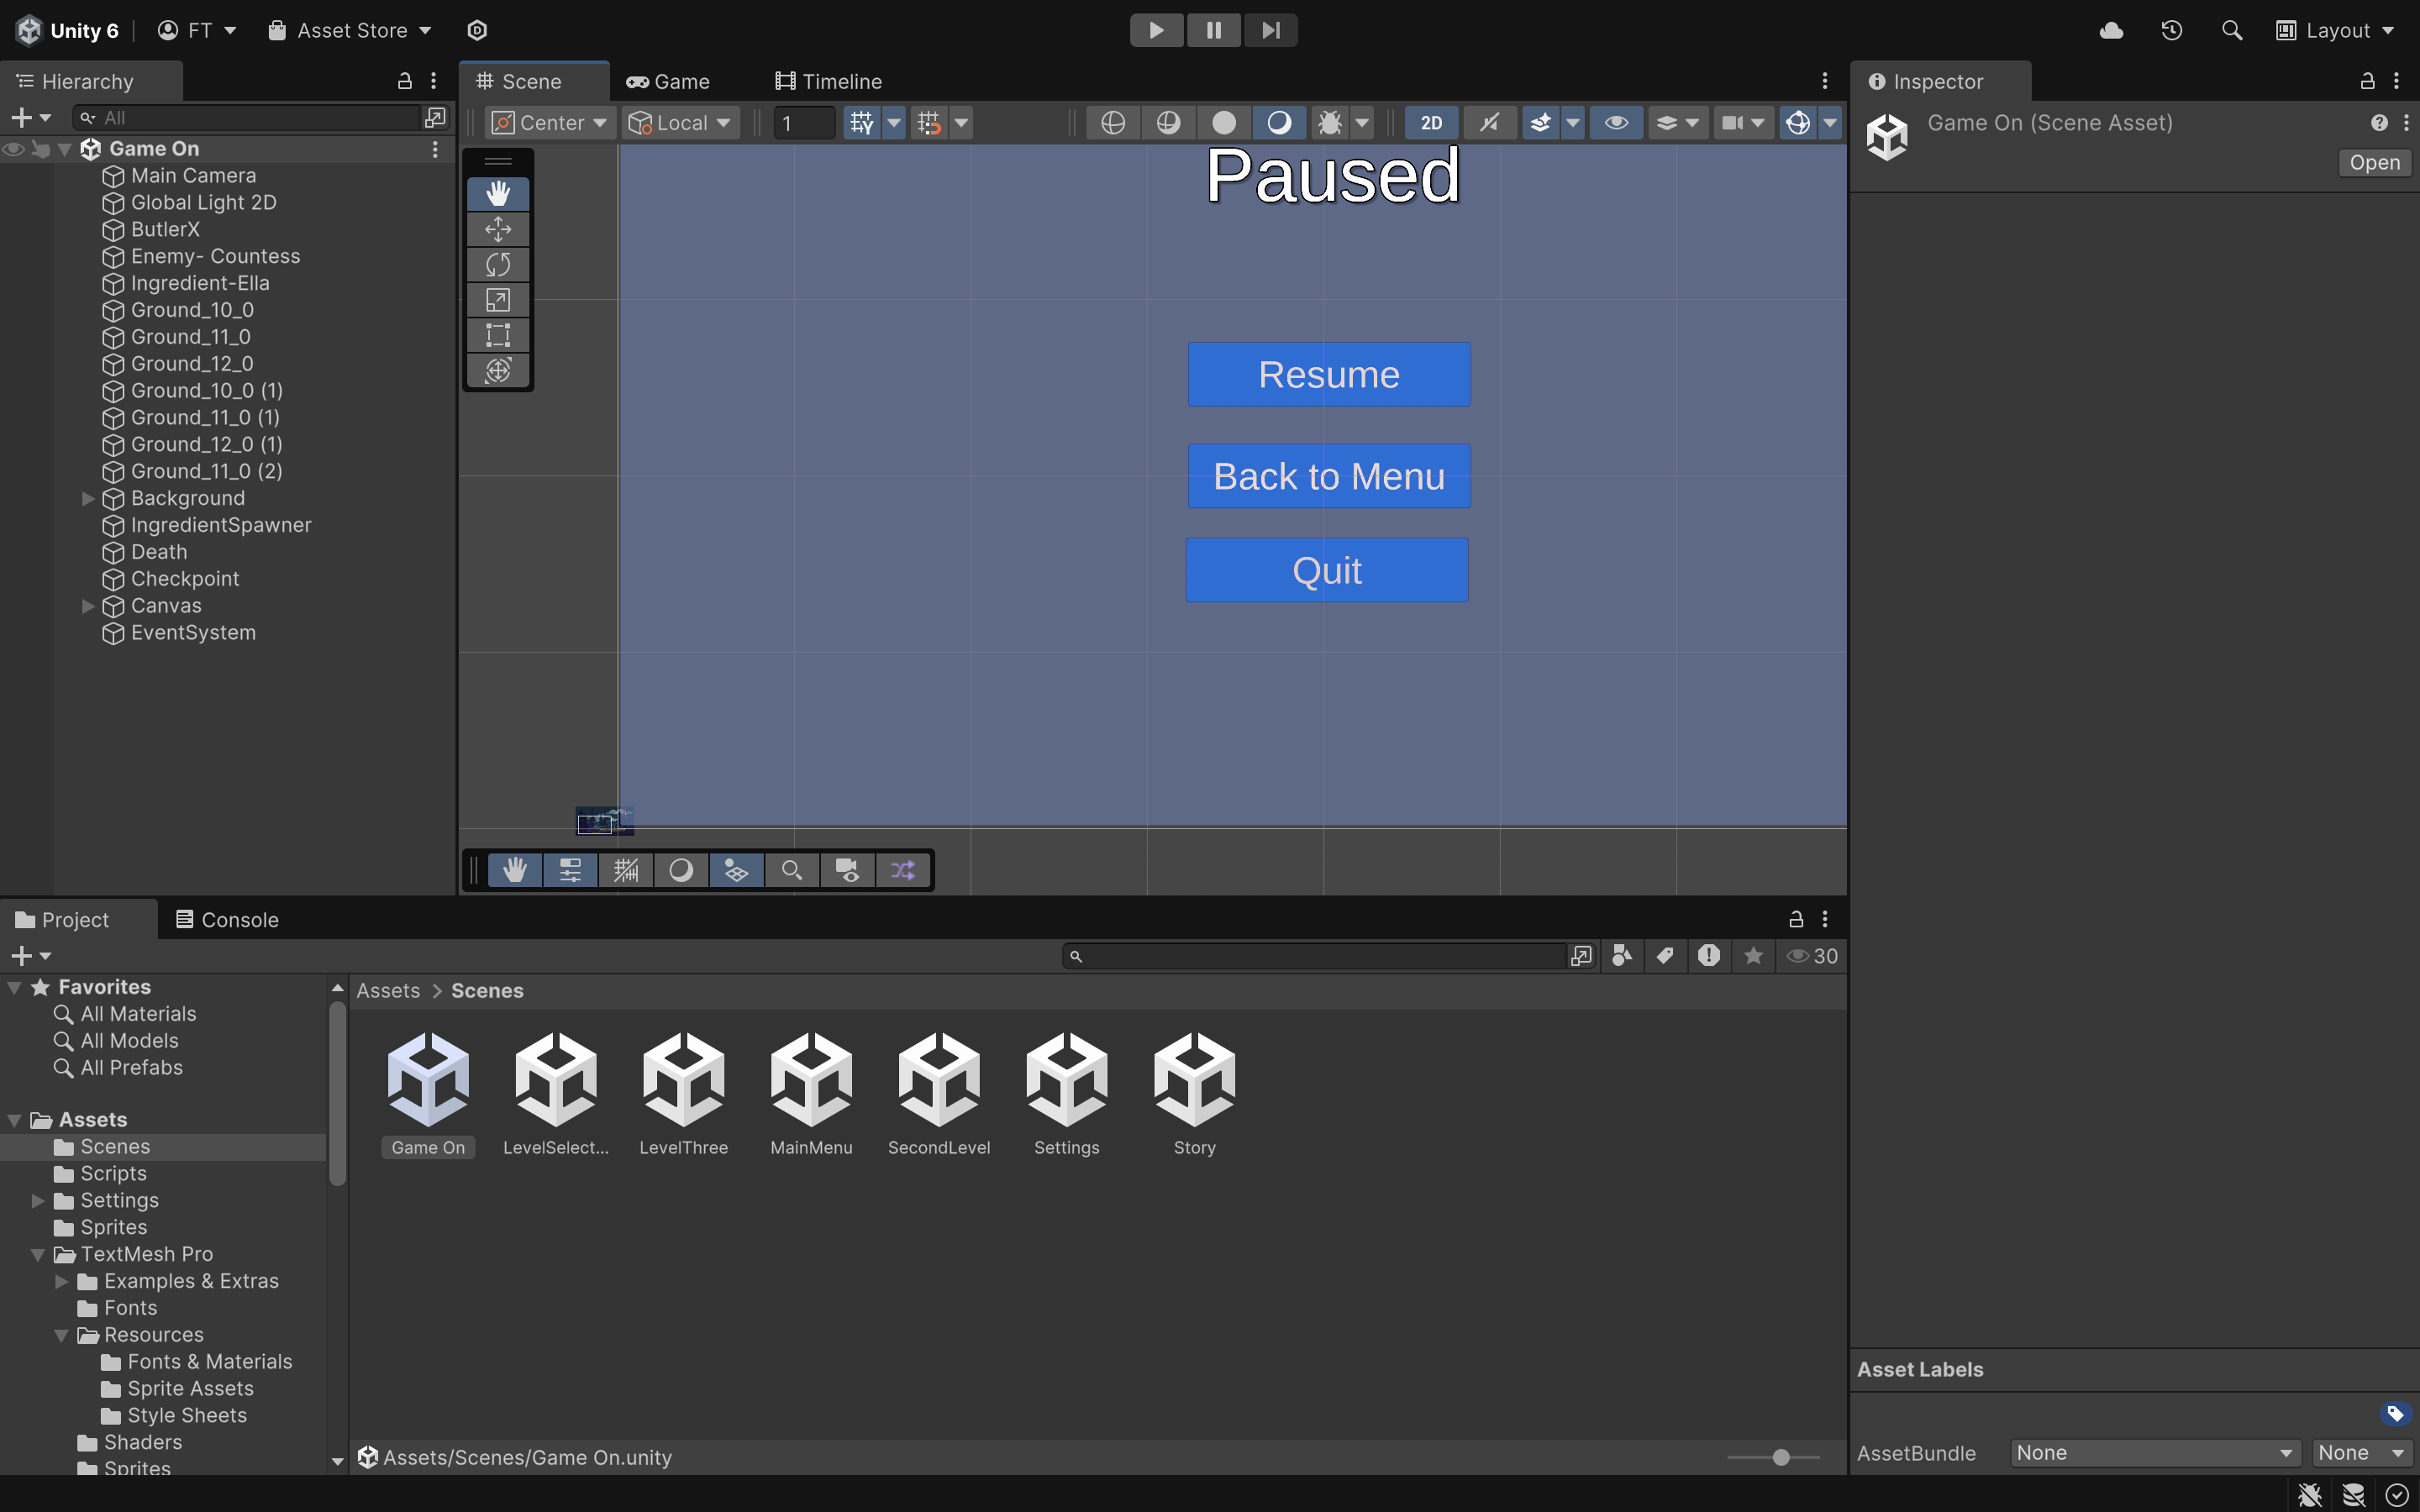 Unity 6 FT Asset Store Layout
Hierarchy
All
Game On
Main Camera
Global Light 2D
ButlerX
Enemy- Countess
Ingredient-Ella
Ground_10_0
Ground_11_0
Ground_12_0
Ground_10_0 (1)
Ground_11_0 (1)
Ground_12_0 (1)
Ground_11_0 (2)
Background
IngredientSpawner
Death
Checkpoint
Canvas
EventSystem
Scene Game Timeline
Center Local 1 2D
Paused
Resume
Back to Menu
Quit
Inspector
Game On (Scene Asset)
Open
Project Console
30
Favorites
All Materials
All Models
All Prefabs
Assets
Scenes
Scripts
Settings
Sprites
TextMesh Pro
Examples & Extras
Fonts
Resources
Fonts & Materials
Sprite Assets
Style Sheets
Shaders
Sprites
Assets > Scenes
Game On LevelSelect... LevelThree MainMenu SecondLevel Settings Story
Assets/Scenes/Game On.unity
Asset Labels
AssetBundle None None